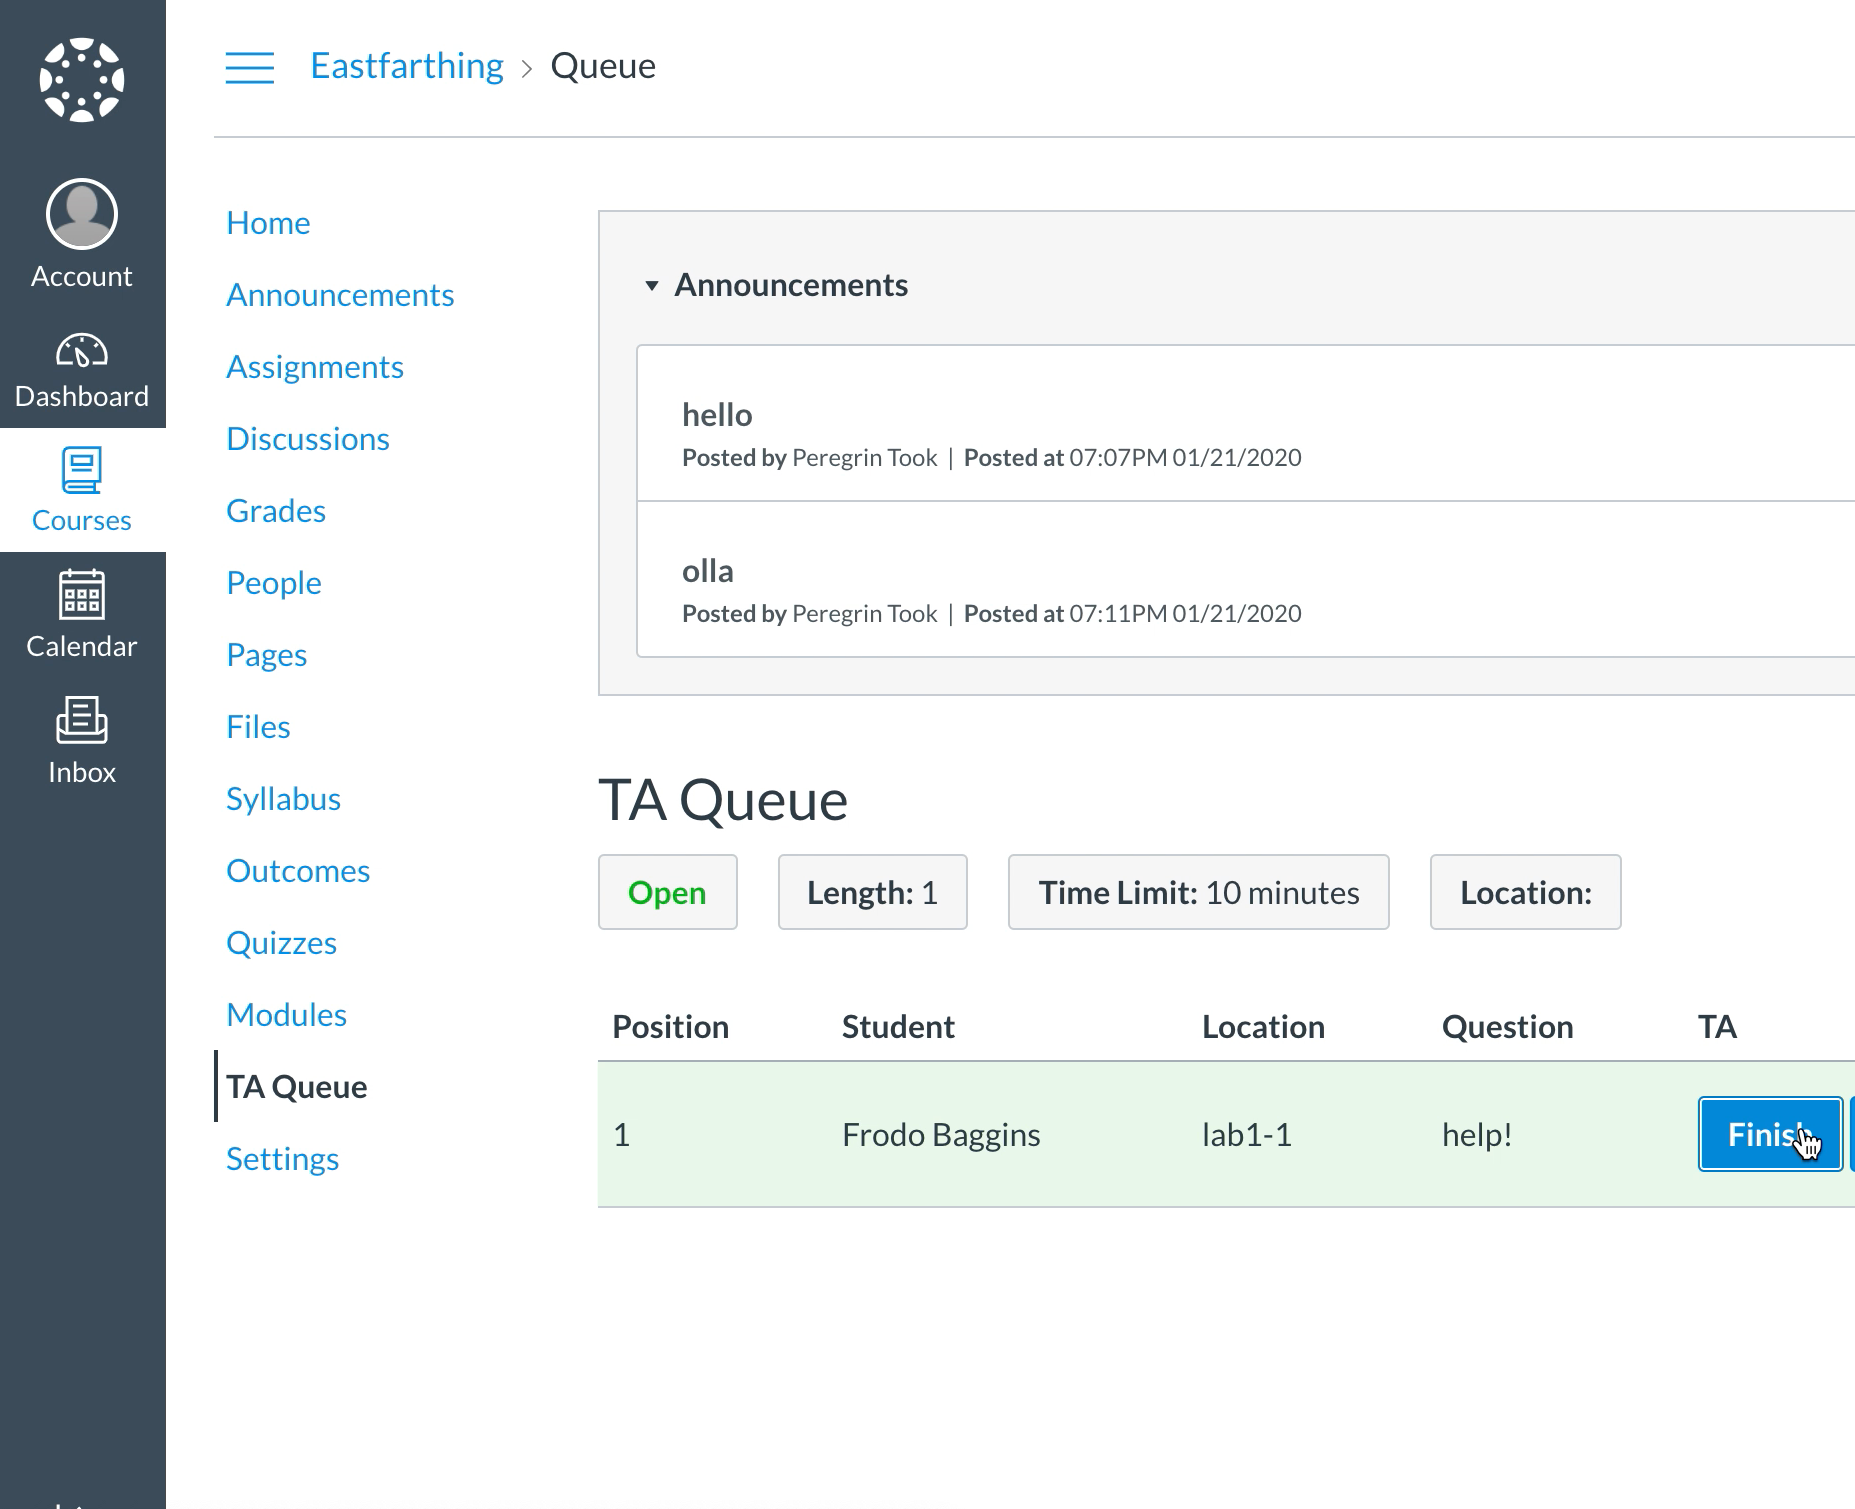 Eastfarthing > Queue
Account
Dashboard
Courses
Calendar
Inbox
Home
Announcements
Assignments
Discussions
Grades
People
Pages
Files
Syllabus
Outcomes
Quizzes
Modules
TA Queue
Settings
Announcements
hello
Posted by Peregrin Took | Posted at 07:07PM 01/21/2020
olla
Posted by Peregrin Took | Posted at 07:11PM 01/21/2020
TA Queue
Open Length: 1 Time Limit: 10 minutes Location:
Position Student Location Question TA
1 Frodo Baggins lab1-1 help! Finish